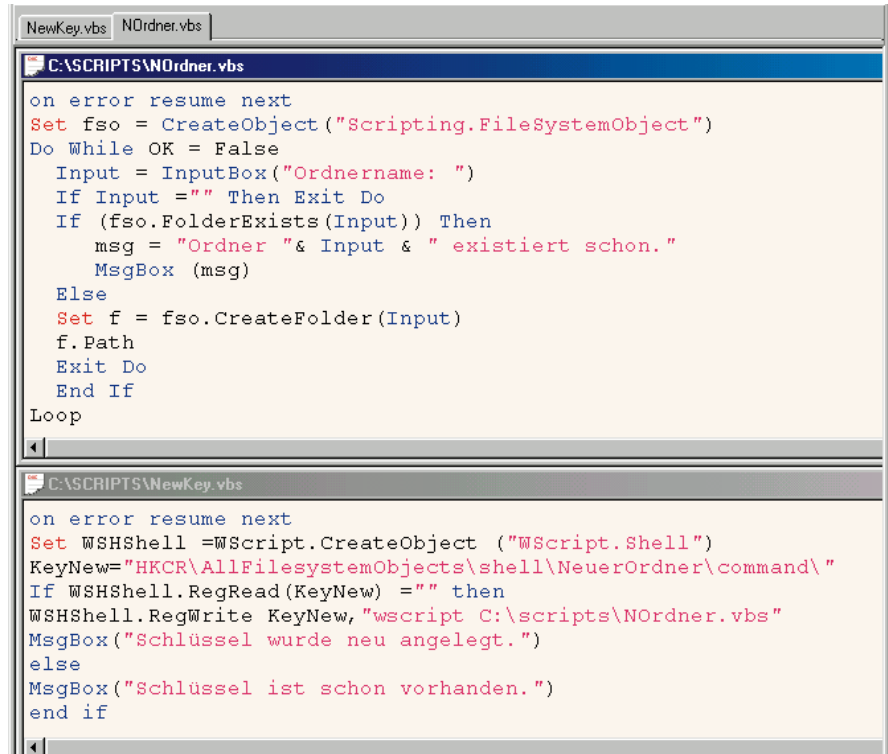 NewKey.vbs NOrdner.vbs
C:\SCRIPTS\NOrdner.vbs
on error resume next
Set fso = CreateObject("Scripting.FileSystemObject")
Do While OK = False
  Input = InputBox("Ordnername: ")
  If Input ="" Then Exit Do
  If (fso.FolderExists(Input)) Then
     msg = "Ordner "& Input & " existiert schon."
     MsgBox (msg)
  Else
  Set f = fso.CreateFolder(Input)
  f.Path
  Exit Do
  End If
Loop
C:\SCRIPTS\NewKey.vbs
on error resume next
Set WSHShell =WScript.CreateObject ("WScript.Shell")
KeyNew="HKCR\AllFilesystemObjects\shell\NeuerOrdner\command\"
If WSHShell.RegRead(KeyNew) ="" then
WSHShell.RegWrite KeyNew,"wscript C:\scripts\NOrdner.vbs"
MsgBox("Schlüssel wurde neu angelegt.")
else
MsgBox("Schlüssel ist schon vorhanden.")
end if